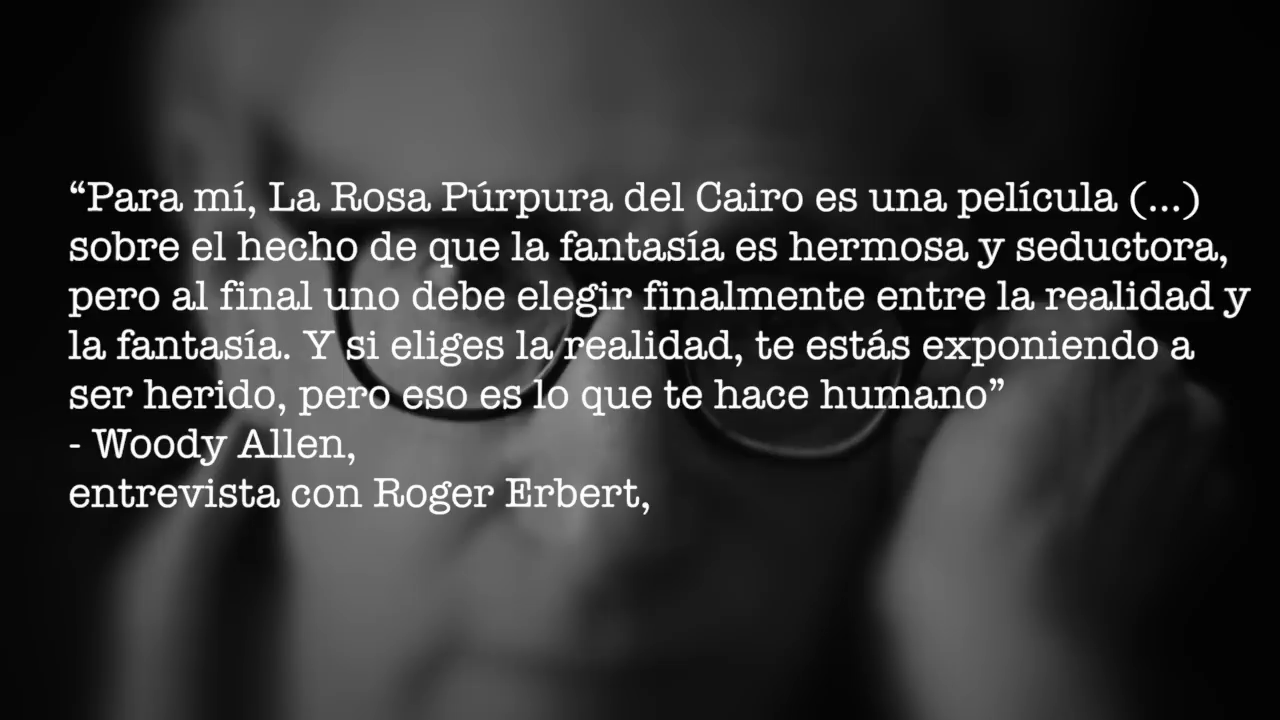 “Para mí, La Rosa Púrpura del Cairo es una película (...)
sobre el hecho de que la fantasía es hermosa y seductora,
pero al final uno debe elegir finalmente entre la realidad y
la fantasía. Y si eliges la realidad, te estás exponiendo a
ser herido, pero eso es lo que te hace humano”
- Woody Allen,
entrevista con Roger Erbert,